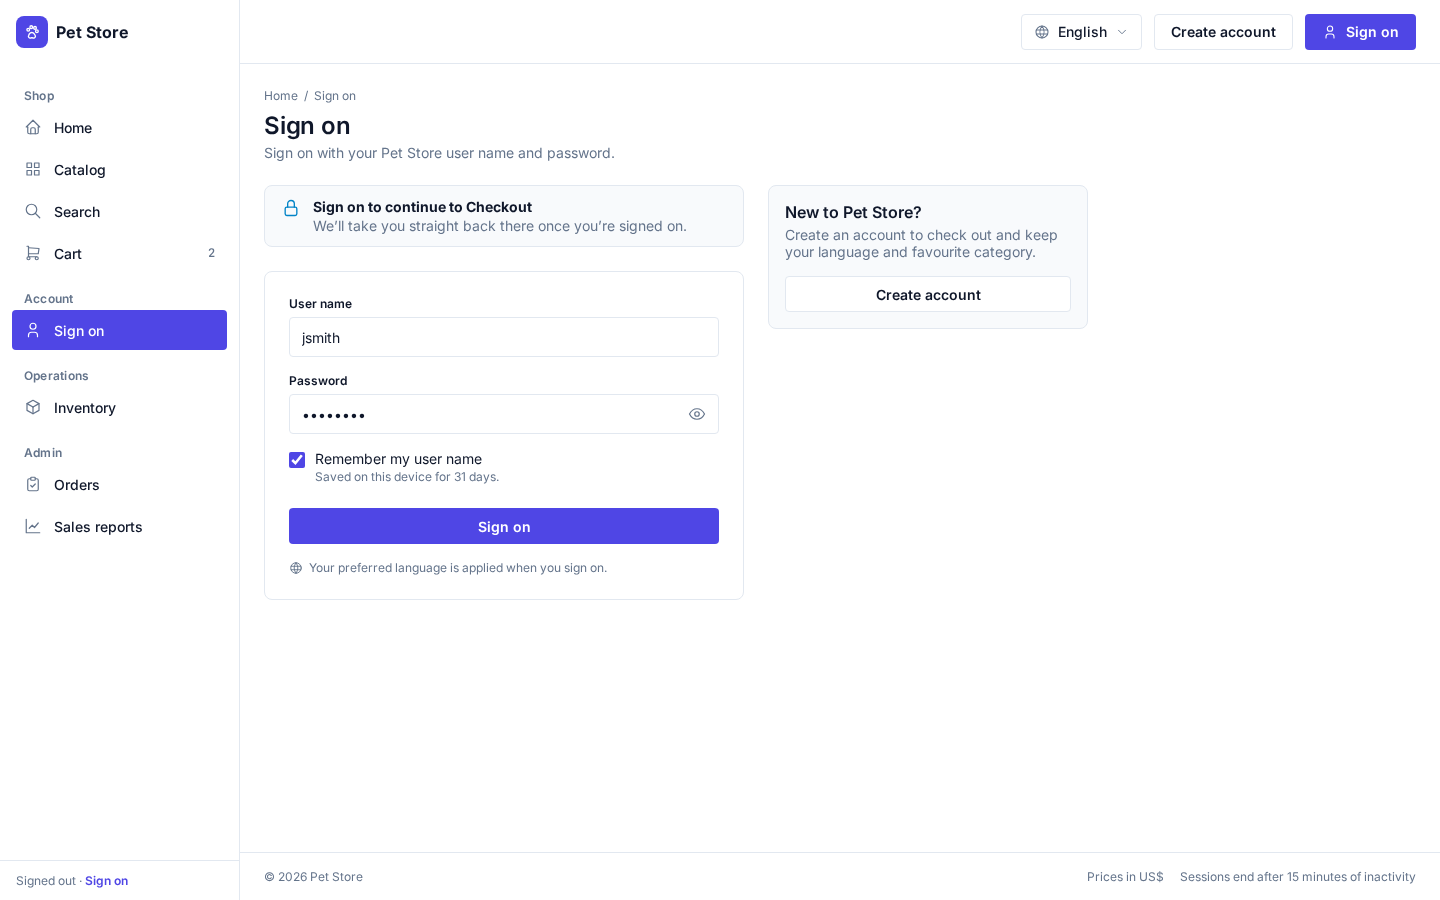 Pet Store
English
Create account
Sign on
Shop
Home
Catalog
Search
Cart 2
Account
Sign on
Operations
Inventory
Admin
Orders
Sales reports
Signed out · Sign on
Home / Sign on
Sign on
Sign on with your Pet Store user name and password.
Sign on to continue to Checkout
We’ll take you straight back there once you’re signed on.
User name
jsmith
Password
••••••••
Remember my user name
Saved on this device for 31 days.
Sign on
Your preferred language is applied when you sign on.
New to Pet Store?
Create an account to check out and keep
your language and favourite category.
Create account
© 2026 Pet Store
Prices in US$
Sessions end after 15 minutes of inactivity